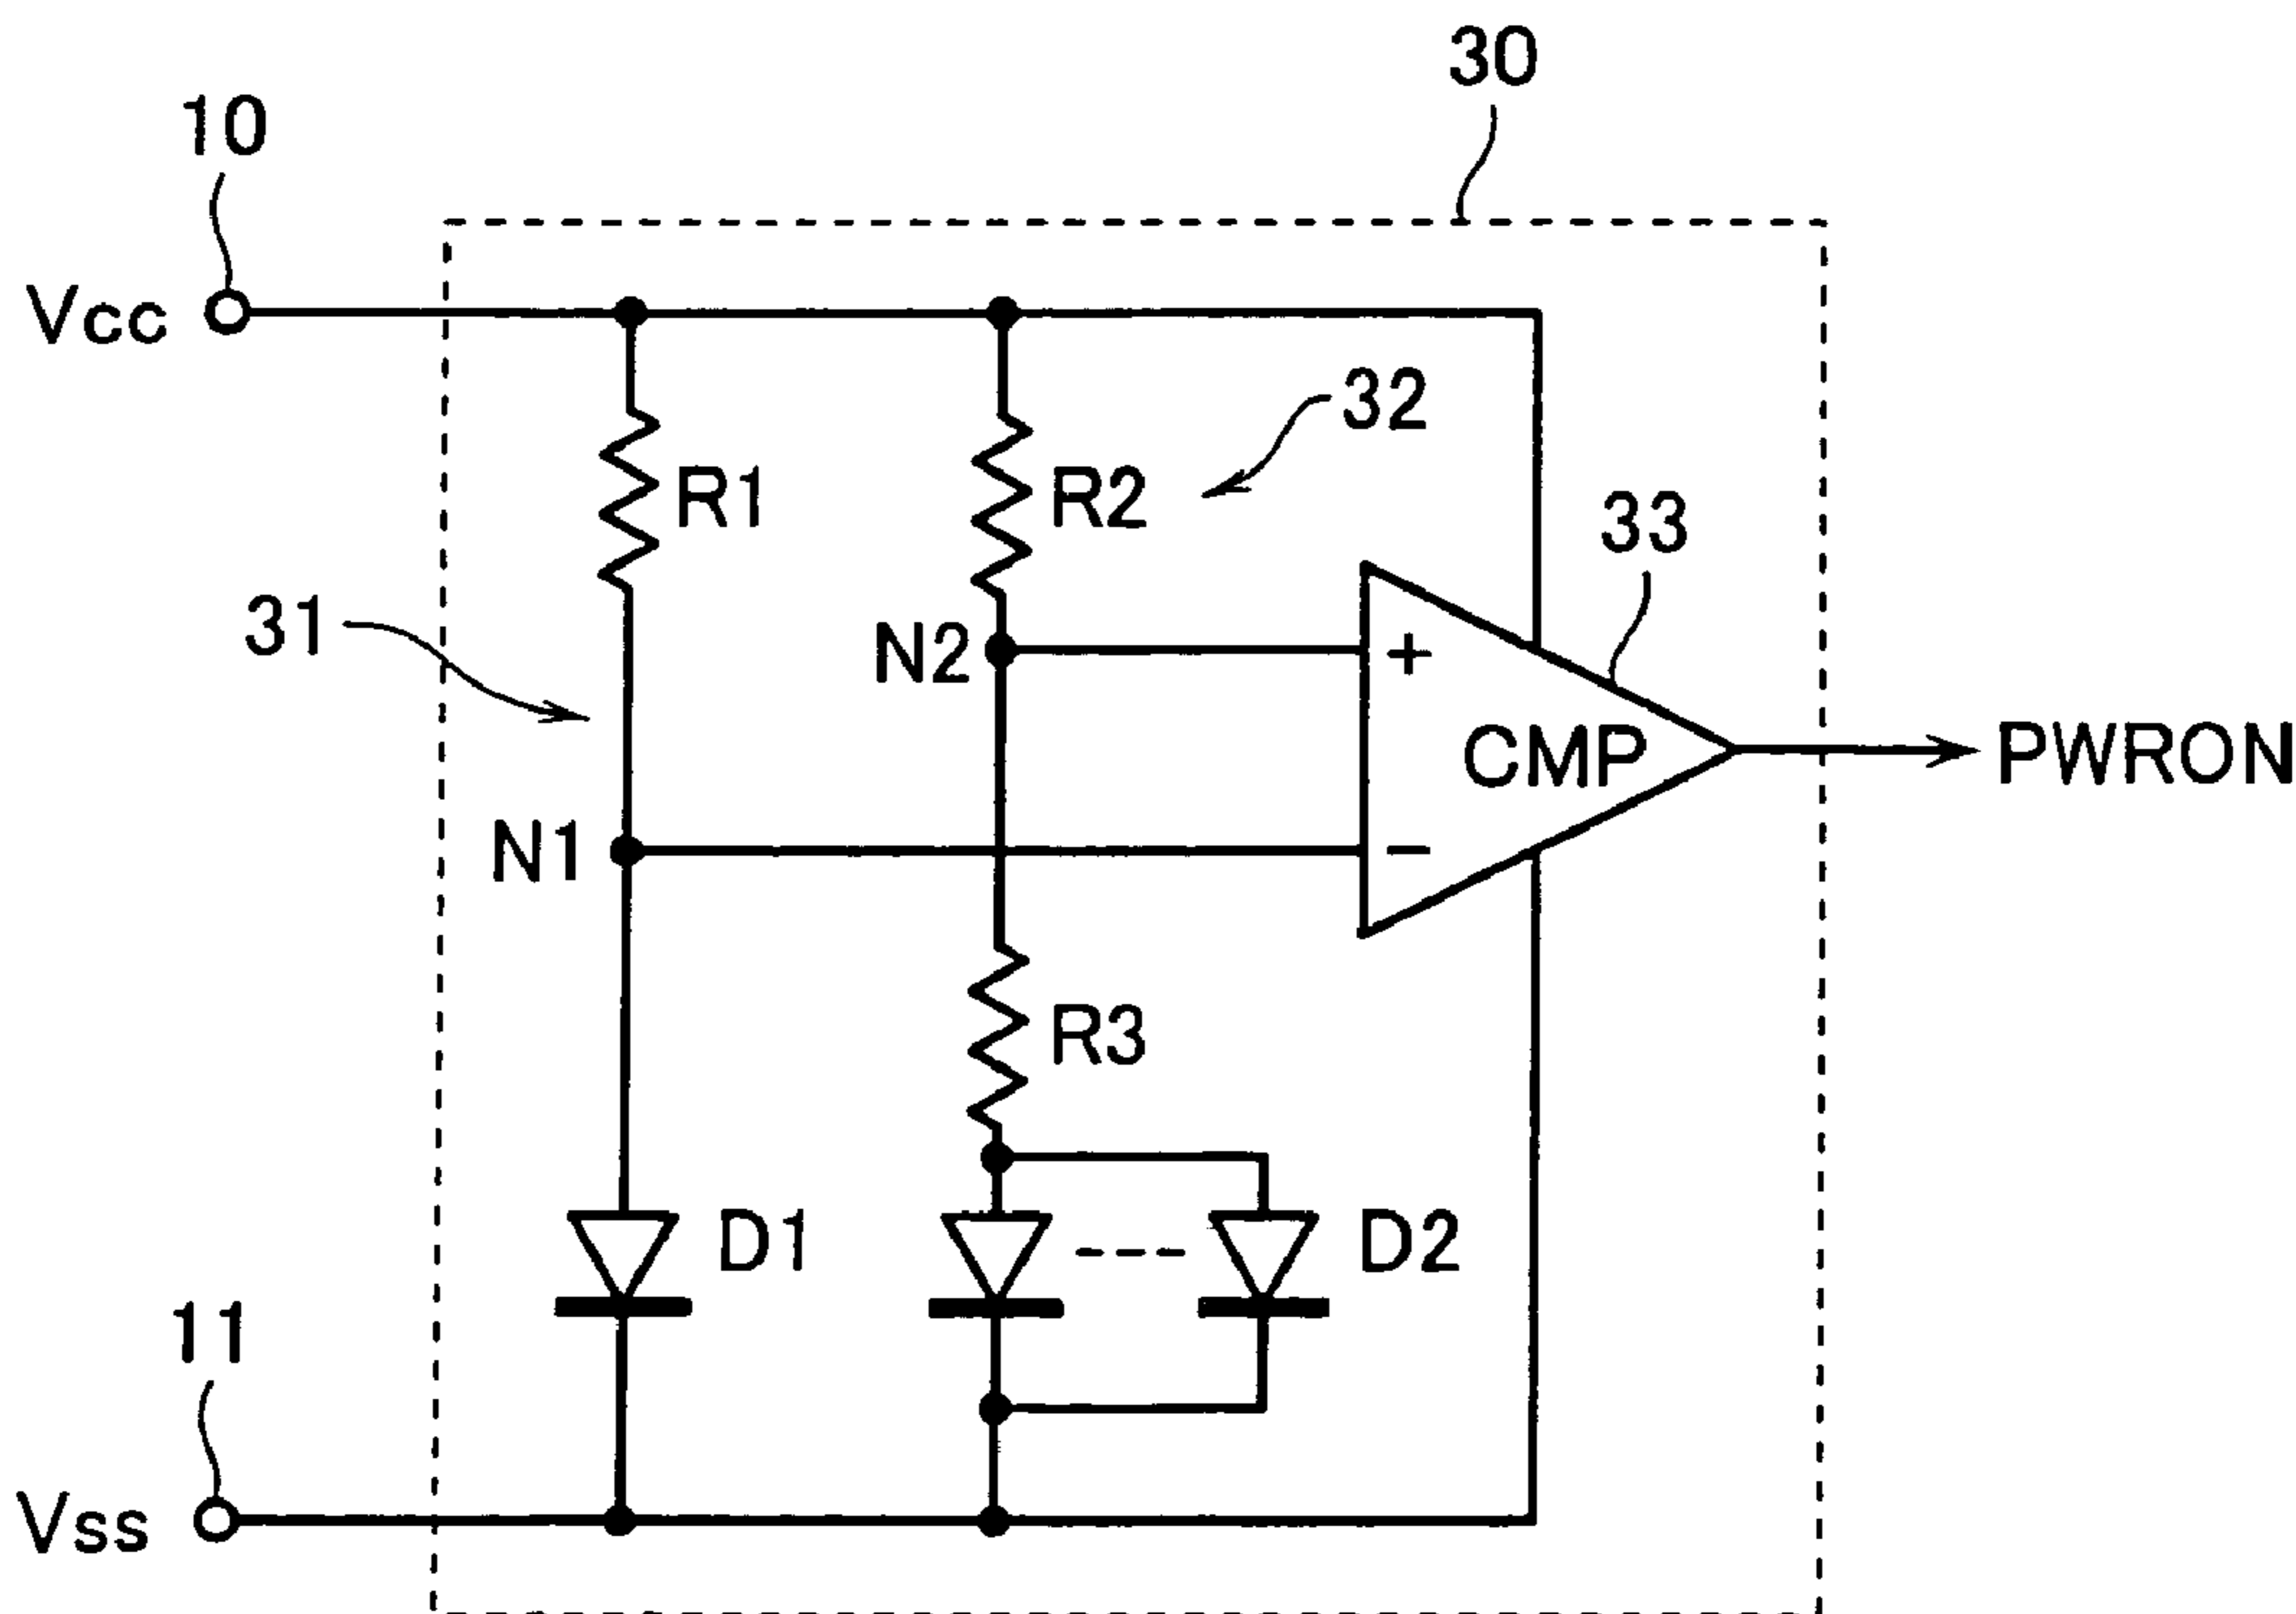 30
10
Vcc
32
R1
R2
33
31
N2
+
CMP
PWRON
N1
−
R3
D1
D2
11
Vss